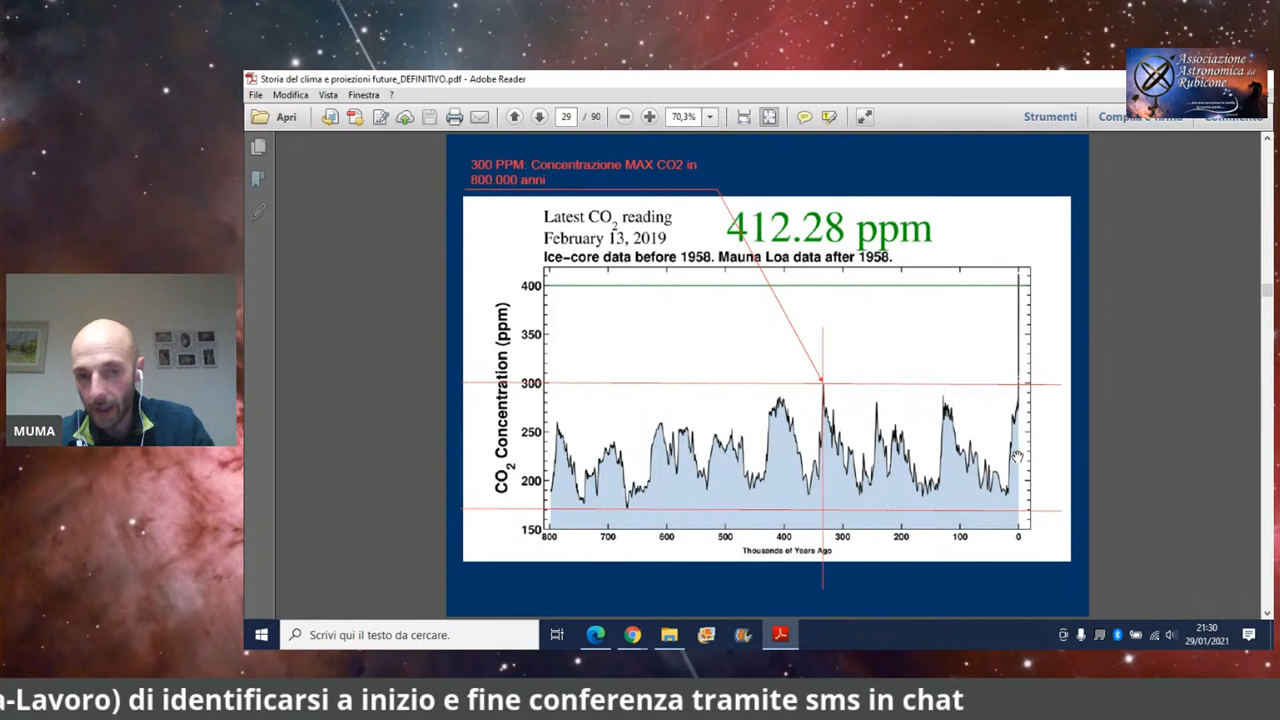 Associazione
Astronomica del
Rubicone
Storia del clima e proiezioni future_DEFINITIVO.pdf - Adobe Reader
File Modifica Vista Finestra ?
Apri 29 / 90 70,3% Strumenti
300 PPM: Concentrazione MAX CO2 in
800 000 anni
Latest CO2 reading
February 13, 2019
412.28 ppm
Ice-core data before 1958. Mauna Loa data after 1958.
CO2 Concentration (ppm)
400
350
300
250
200
150
800 700 600 500 400 300 200 100 0
Thousands of Years Ago
MUMA
Scrivi qui il testo da cercare.
21:30
29/01/2021
a-Lavoro) di identificarsi a inizio e fine conferenza tramite sms in chat